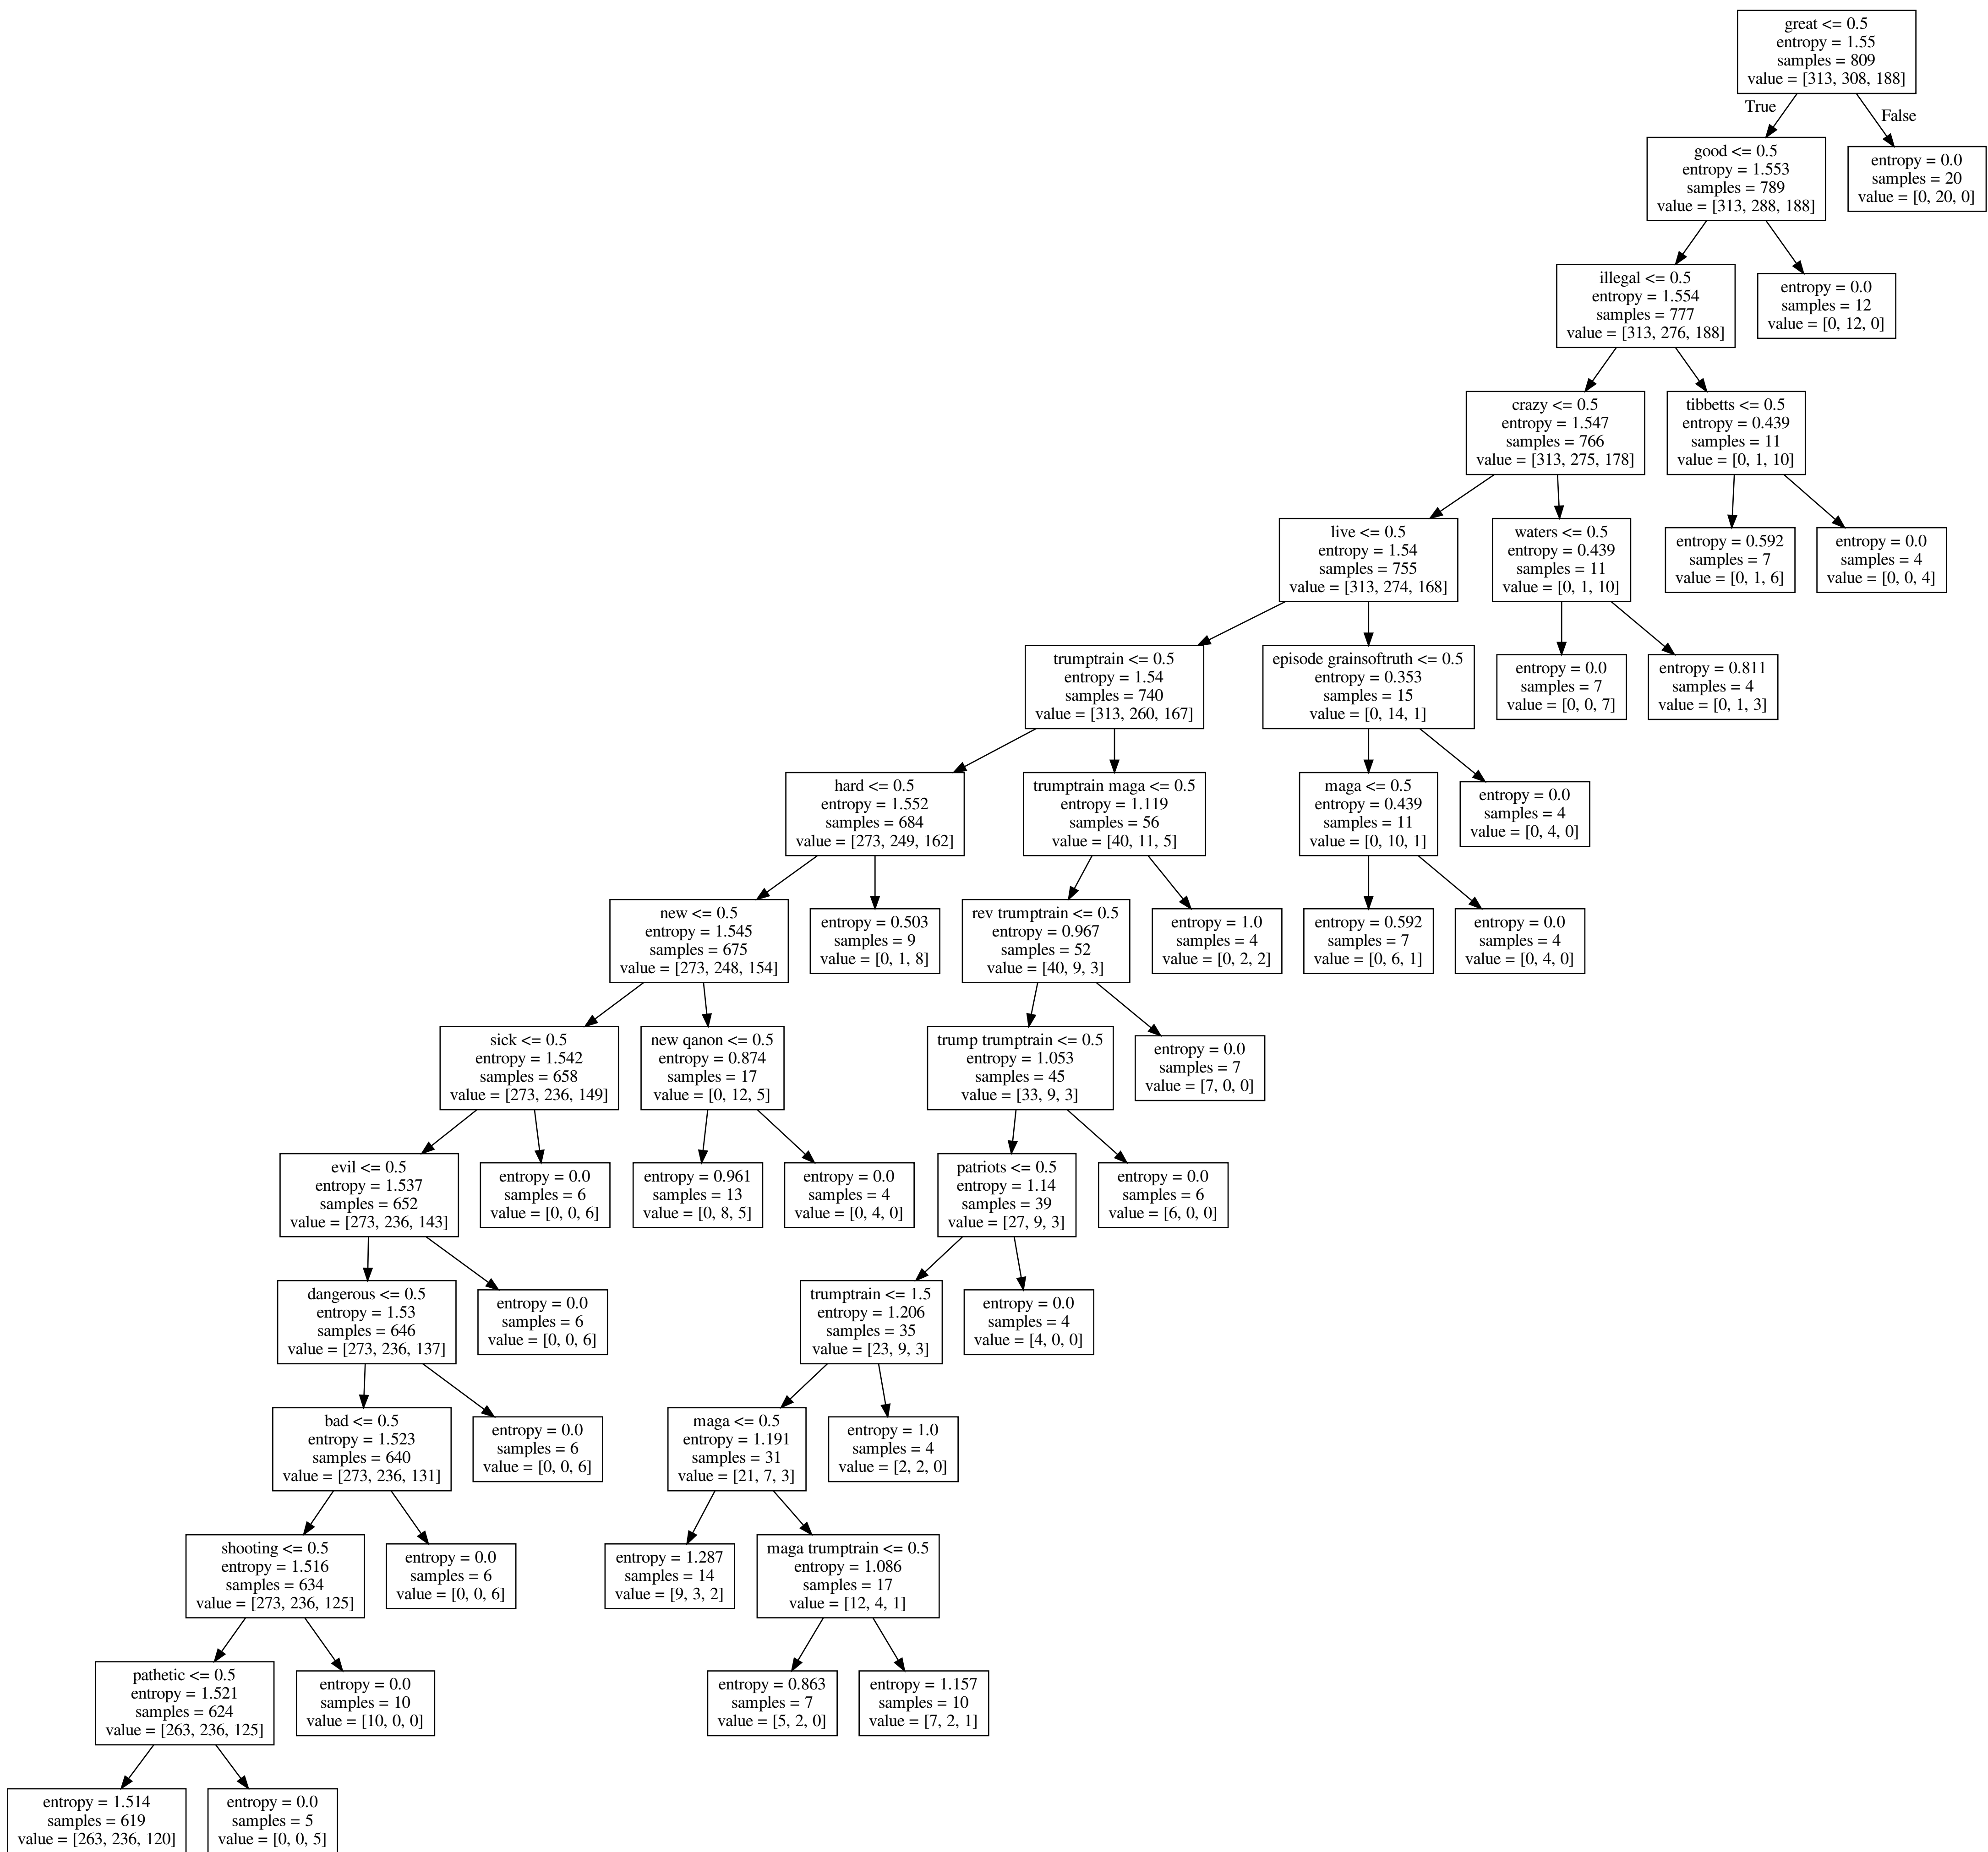 great <= 0.5
entropy = 1.55
samples = 809
value = [313, 308, 188]
True
False
good <= 0.5
entropy = 1.553
samples = 789
value = [313, 288, 188]
entropy = 0.0
samples = 20
value = [0, 20, 0]
illegal <= 0.5
entropy = 1.554
samples = 777
value = [313, 276, 188]
entropy = 0.0
samples = 12
value = [0, 12, 0]
crazy <= 0.5
entropy = 1.547
samples = 766
value = [313, 275, 178]
tibbetts <= 0.5
entropy = 0.439
samples = 11
value = [0, 1, 10]
live <= 0.5
entropy = 1.54
samples = 755
value = [313, 274, 168]
waters <= 0.5
entropy = 0.439
samples = 11
value = [0, 1, 10]
entropy = 0.592
samples = 7
value = [0, 1, 6]
entropy = 0.0
samples = 4
value = [0, 0, 4]
trumptrain <= 0.5
entropy = 1.54
samples = 740
value = [313, 260, 167]
episode grainsoftruth <= 0.5
entropy = 0.353
samples = 15
value = [0, 14, 1]
entropy = 0.0
samples = 7
value = [0, 0, 7]
entropy = 0.811
samples = 4
value = [0, 1, 3]
hard <= 0.5
entropy = 1.552
samples = 684
value = [273, 249, 162]
trumptrain maga <= 0.5
entropy = 1.119
samples = 56
value = [40, 11, 5]
maga <= 0.5
entropy = 0.439
samples = 11
value = [0, 10, 1]
entropy = 0.0
samples = 4
value = [0, 4, 0]
new <= 0.5
entropy = 1.545
samples = 675
value = [273, 248, 154]
entropy = 0.503
samples = 9
value = [0, 1, 8]
rev trumptrain <= 0.5
entropy = 0.967
samples = 52
value = [40, 9, 3]
entropy = 1.0
samples = 4
value = [0, 2, 2]
entropy = 0.592
samples = 7
value = [0, 6, 1]
entropy = 0.0
samples = 4
value = [0, 4, 0]
sick <= 0.5
entropy = 1.542
samples = 658
value = [273, 236, 149]
new qanon <= 0.5
entropy = 0.874
samples = 17
value = [0, 12, 5]
trump trumptrain <= 0.5
entropy = 1.053
samples = 45
value = [33, 9, 3]
entropy = 0.0
samples = 7
value = [7, 0, 0]
evil <= 0.5
entropy = 1.537
samples = 652
value = [273, 236, 143]
entropy = 0.0
samples = 6
value = [0, 0, 6]
entropy = 0.961
samples = 13
value = [0, 8, 5]
entropy = 0.0
samples = 4
value = [0, 4, 0]
patriots <= 0.5
entropy = 1.14
samples = 39
value = [27, 9, 3]
entropy = 0.0
samples = 6
value = [6, 0, 0]
dangerous <= 0.5
entropy = 1.53
samples = 646
value = [273, 236, 137]
entropy = 0.0
samples = 6
value = [0, 0, 6]
trumptrain <= 1.5
entropy = 1.206
samples = 35
value = [23, 9, 3]
entropy = 0.0
samples = 4
value = [4, 0, 0]
bad <= 0.5
entropy = 1.523
samples = 640
value = [273, 236, 131]
entropy = 0.0
samples = 6
value = [0, 0, 6]
maga <= 0.5
entropy = 1.191
samples = 31
value = [21, 7, 3]
entropy = 1.0
samples = 4
value = [2, 2, 0]
shooting <= 0.5
entropy = 1.516
samples = 634
value = [273, 236, 125]
entropy = 0.0
samples = 6
value = [0, 0, 6]
entropy = 1.287
samples = 14
value = [9, 3, 2]
maga trumptrain <= 0.5
entropy = 1.086
samples = 17
value = [12, 4, 1]
pathetic <= 0.5
entropy = 1.521
samples = 624
value = [263, 236, 125]
entropy = 0.0
samples = 10
value = [10, 0, 0]
entropy = 0.863
samples = 7
value = [5, 2, 0]
entropy = 1.157
samples = 10
value = [7, 2, 1]
entropy = 1.514
samples = 619
value = [263, 236, 120]
entropy = 0.0
samples = 5
value = [0, 0, 5]